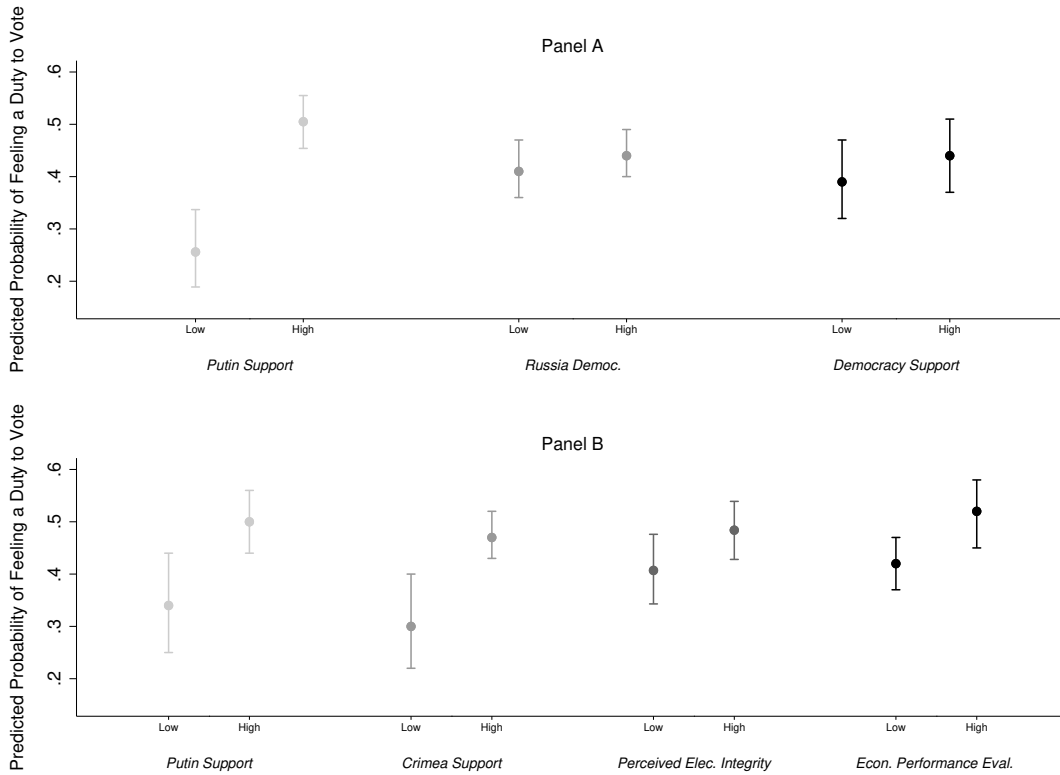 Panel A
Predicted Probability of Feeling a Duty to Vote
.6
.5
.4
.3
.2
Low High Low High Low High
Putin Support Russia Democ. Democracy Support
Panel B
Predicted Probability of Feeling a Duty to Vote
.6
.5
.4
.3
.2
Low High Low High Low High Low High
Putin Support Crimea Support Perceived Elec. Integrity Econ. Performance Eval.